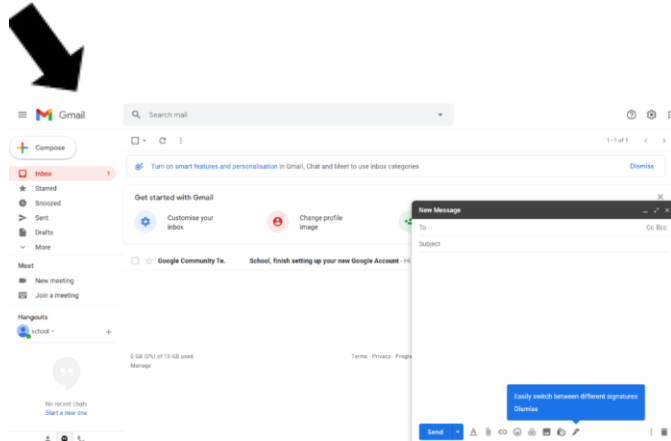 Gmail
Search mail
Compose
1–1 of 1
Inbox 1
Turn on smart features and personalisation in Gmail, Chat and Meet to use inbox categories Dismiss
Starred
Snoozed
Sent
Drafts
More
Get started with Gmail
Customise your
inbox
Change profile
image
Google Community Te. School, finish setting up your new Google Account - Hi
Meet
New meeting
Join a meeting
Hangouts
school
No recent chats
Start a new one
0 GB (0%) of 15 GB used
Manage
Terms · Privacy · Progra
New Message
To Cc Bcc
Subject
Easily switch between different signatures
Dismiss
Send